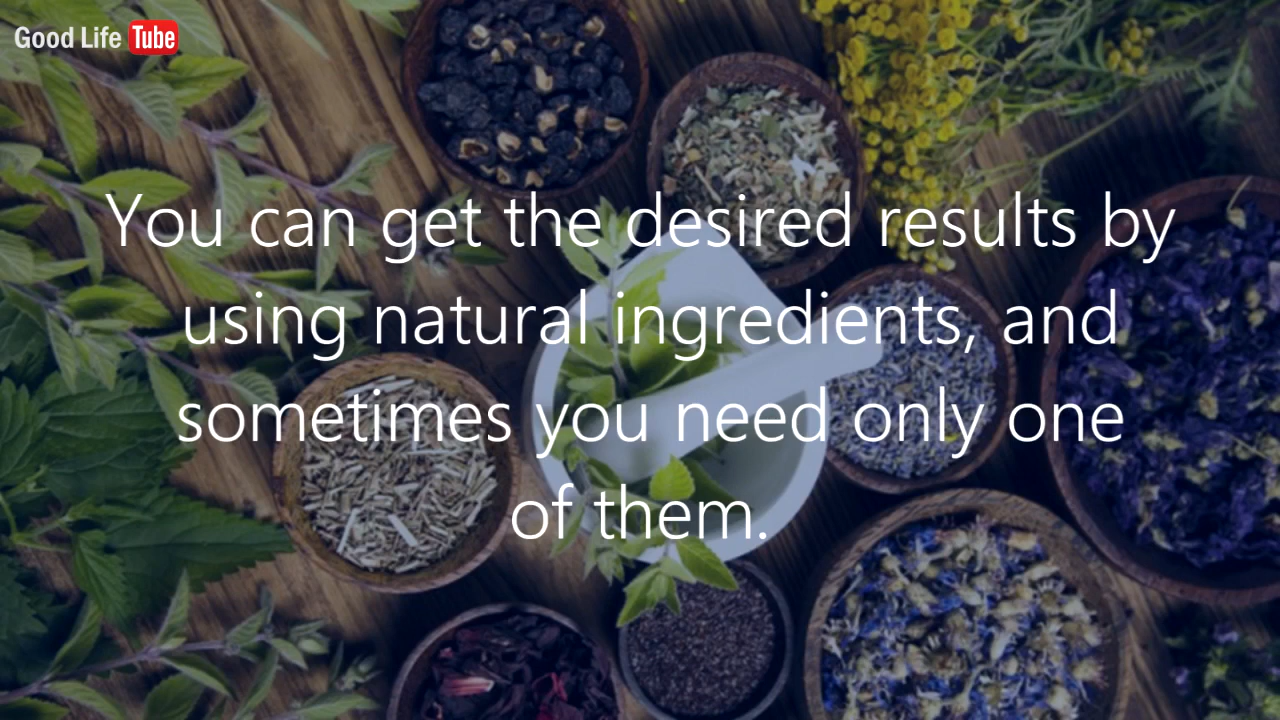 Good Life Tube
You can get the desired results by
using natural ingredients, and
sometimes you need only one
of them.